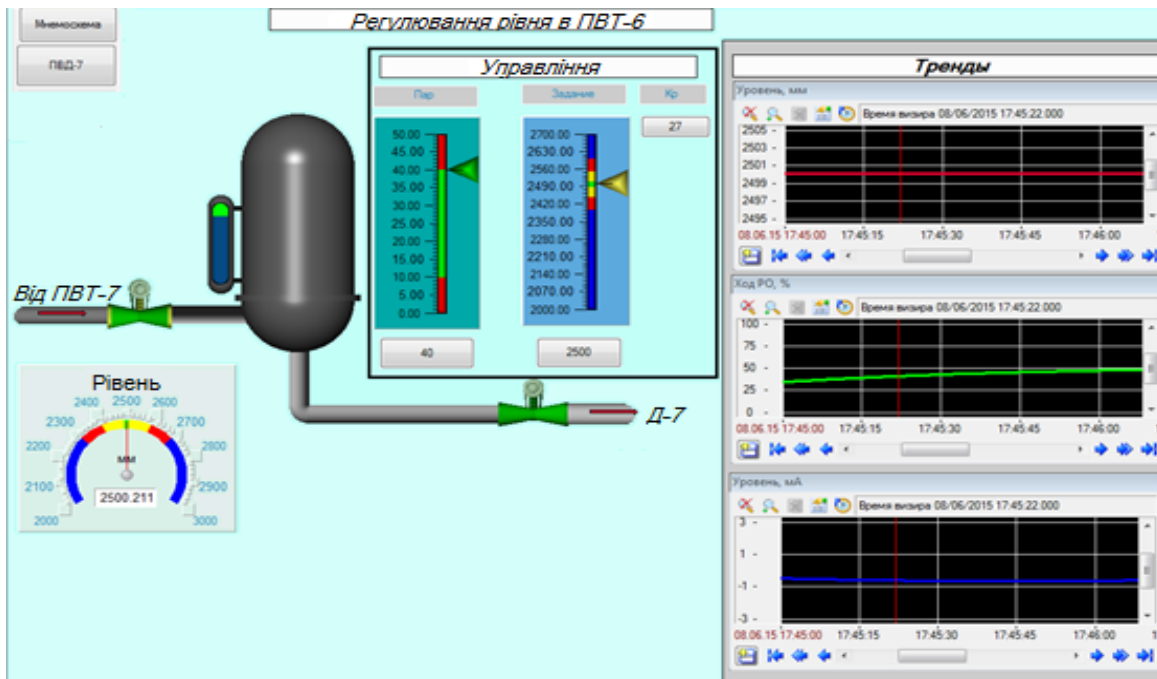 Мнемосхема
ПВД-7
Регулювання рівня в ПВТ-6
Управління
Пар
Задание
Кр
50.00
45.00
40.00
35.00
30.00
25.00
20.00
15.00
10.00
5.00
0.00
2700.00
2630.00
2560.00
2490.00
2420.00
2350.00
2280.00
2210.00
2140.00
2070.00
2000.00
27
40
2500
Від ПВТ-7
Д-7
Рівень
2000
2100
2200
2300
2400
2500
2600
2700
2800
2900
3000
мм
2500.211
Тренды
Уровень, мм
Время визира 08/06/2015 17:45:22.000
2505 -
2503 -
2501 -
2499 -
2497 -
2495 -
08.06.15 17:45:00 17:45:15 17:45:30 17:45:45 17:46:00
Ход РО, %
Время визира 08/06/2015 17:45:22.000
100 -
75 -
50 -
25 -
0 -
08.06.15 17:45:00 17:45:15 17:45:30 17:45:45 17:46:00
Уровень, мА
Время визира 08/06/2015 17:45:22.000
3 -
1 -
-1 -
-3 -
08.06.15 17:45:00 17:45:15 17:45:30 17:45:45 17:46:00